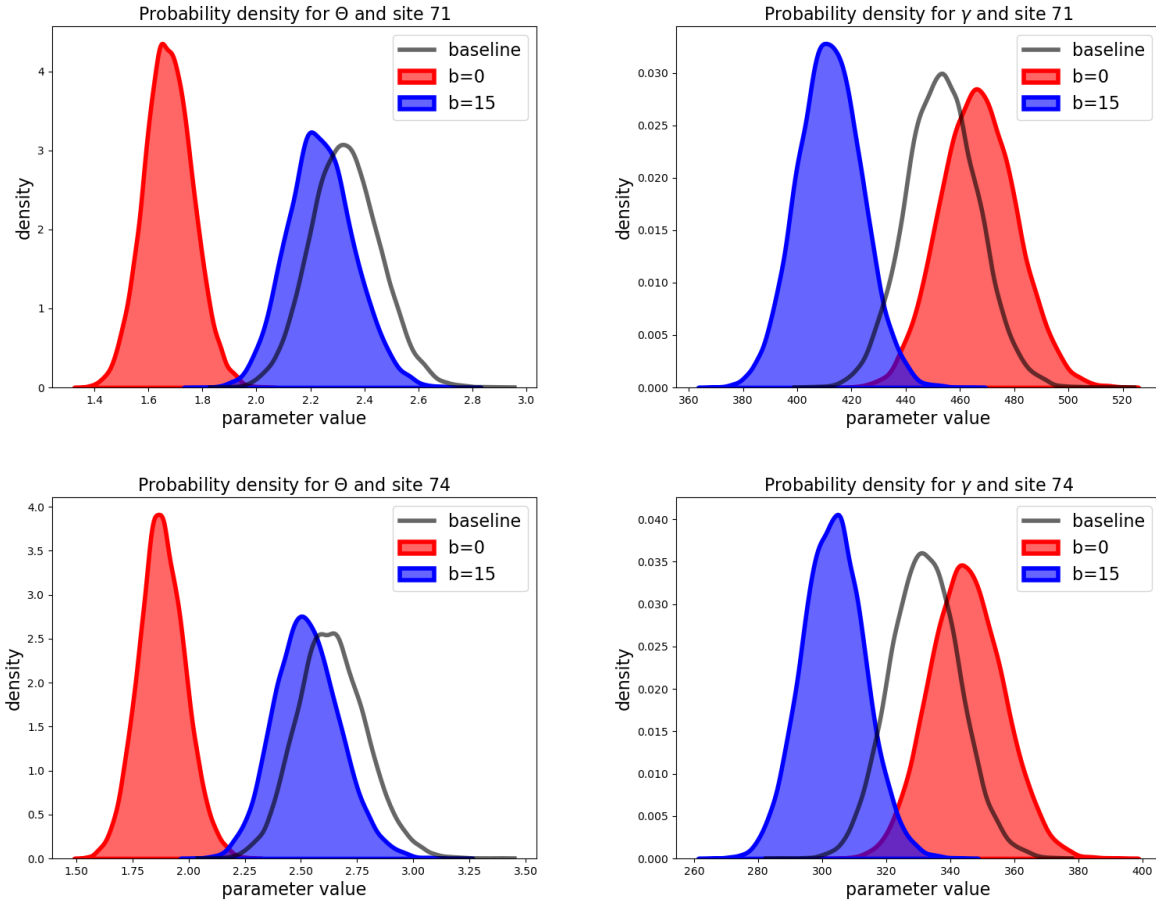 Probability density for Θ and site 71
density
4
3
2
1
0
baseline
b=0
b=15
1.4 1.6 1.8 2.0 2.2 2.4 2.6 2.8 3.0
parameter value
Probability density for γ and site 71
density
0.030
0.025
0.020
0.015
0.010
0.005
0.000
baseline
b=0
b=15
360 380 400 420 440 460 480 500 520
parameter value
Probability density for Θ and site 74
density
4.0
3.5
3.0
2.5
2.0
1.5
1.0
0.5
0.0
baseline
b=0
b=15
1.50 1.75 2.00 2.25 2.50 2.75 3.00 3.25 3.50
parameter value
Probability density for γ and site 74
density
0.040
0.035
0.030
0.025
0.020
0.015
0.010
0.005
0.000
baseline
b=0
b=15
260 280 300 320 340 360 380 400
parameter value